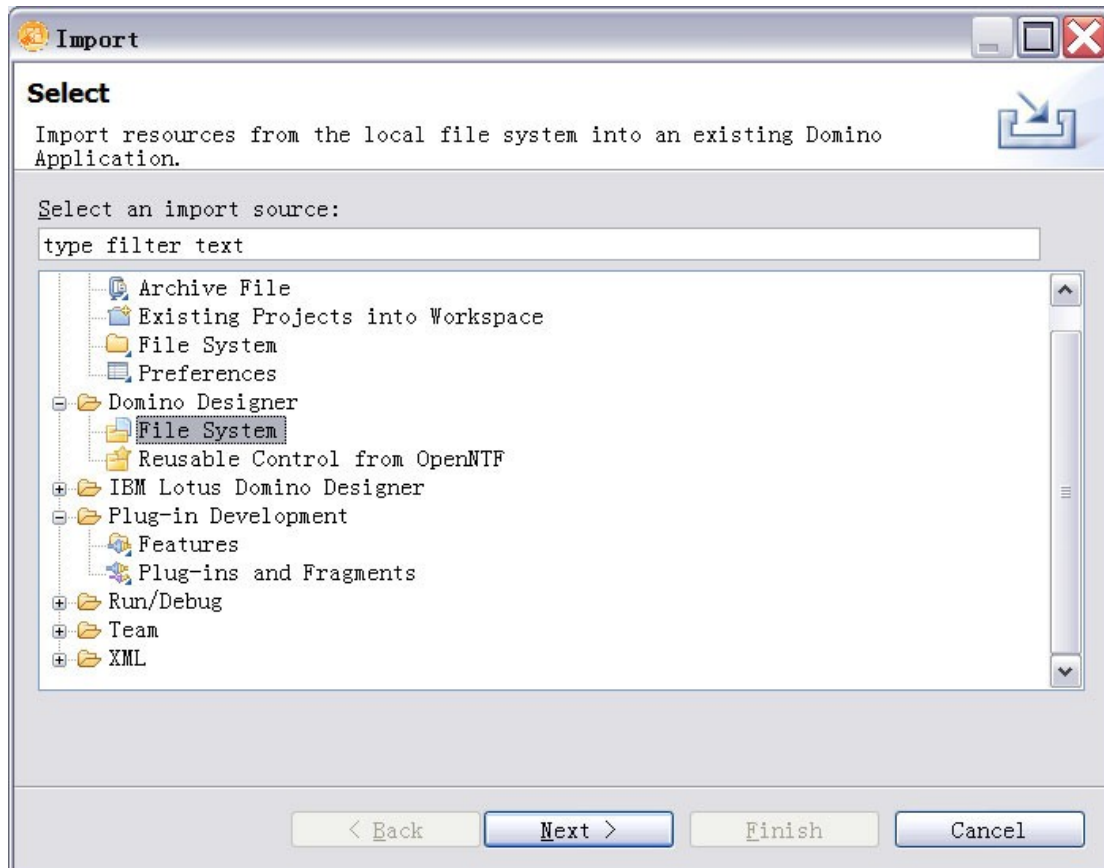 Import
Select
Import resources from the local file system into an existing Domino
Application.
Select an import source:
type filter text
Archive File
Existing Projects into Workspace
File System
Preferences
Domino Designer
File System
Reusable Control from OpenNTF
IBM Lotus Domino Designer
Plug-in Development
Features
Plug-ins and Fragments
Run/Debug
Team
XML
< Back Next > Finish Cancel